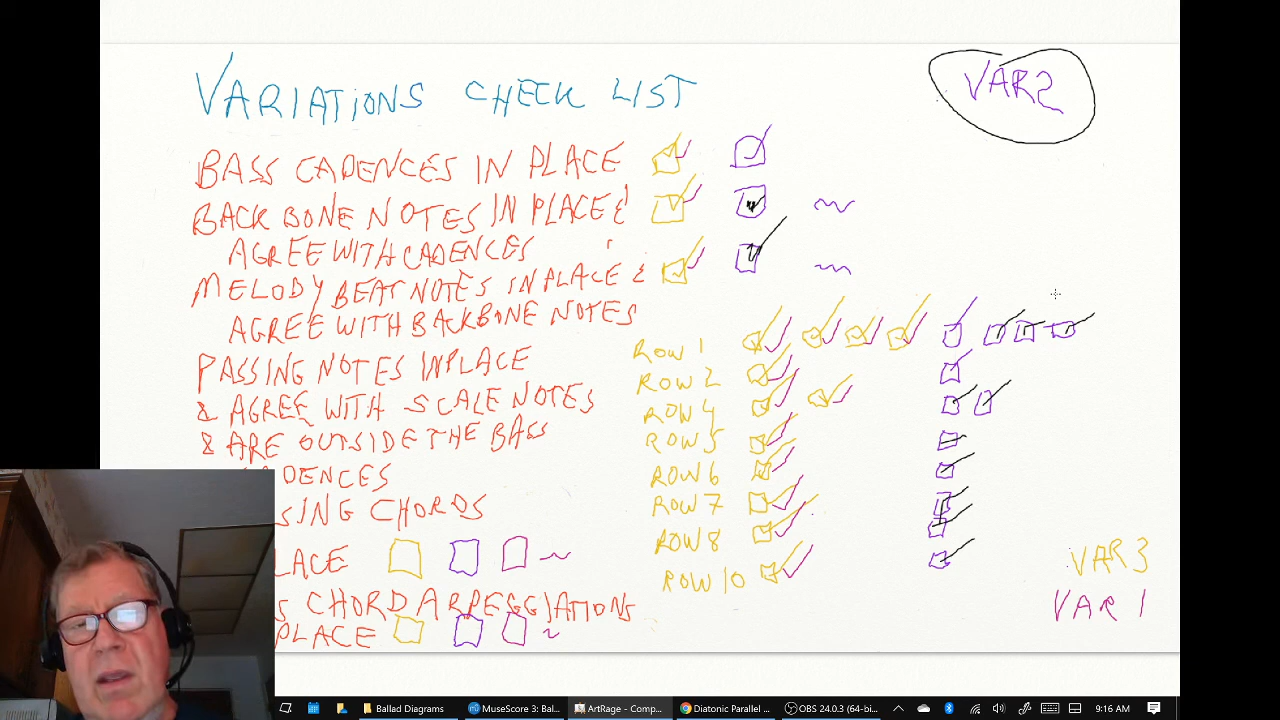 VARIATIONS CHECK LIST
VAR2
BASS CADENCES IN PLACE
BACK BONE NOTES IN PLACE &
AGREE WITH CADENCES
MELODY BEAT NOTES IN PLACE &
AGREE WITH BACKBONE NOTES
ROW 1
PASSING NOTES IN PLACE
ROW 2
& AGREE WITH SCALE NOTES
ROW 4
& ARE OUTSIDE THE BASS
ROW 5
DENCES
ROW 6
SING CHORDS
ROW 7
ROW 8
LACE
VAR 3
ROW 10
S CHORD ARPEGGIATIONS
VAR 1
PLACE
Ballad Diagrams
MuseScore 3: Bal...
ArtRage - Comp...
Diatonic Parallel ...
OBS 24.0.3 (64-bi...
9:16 AM